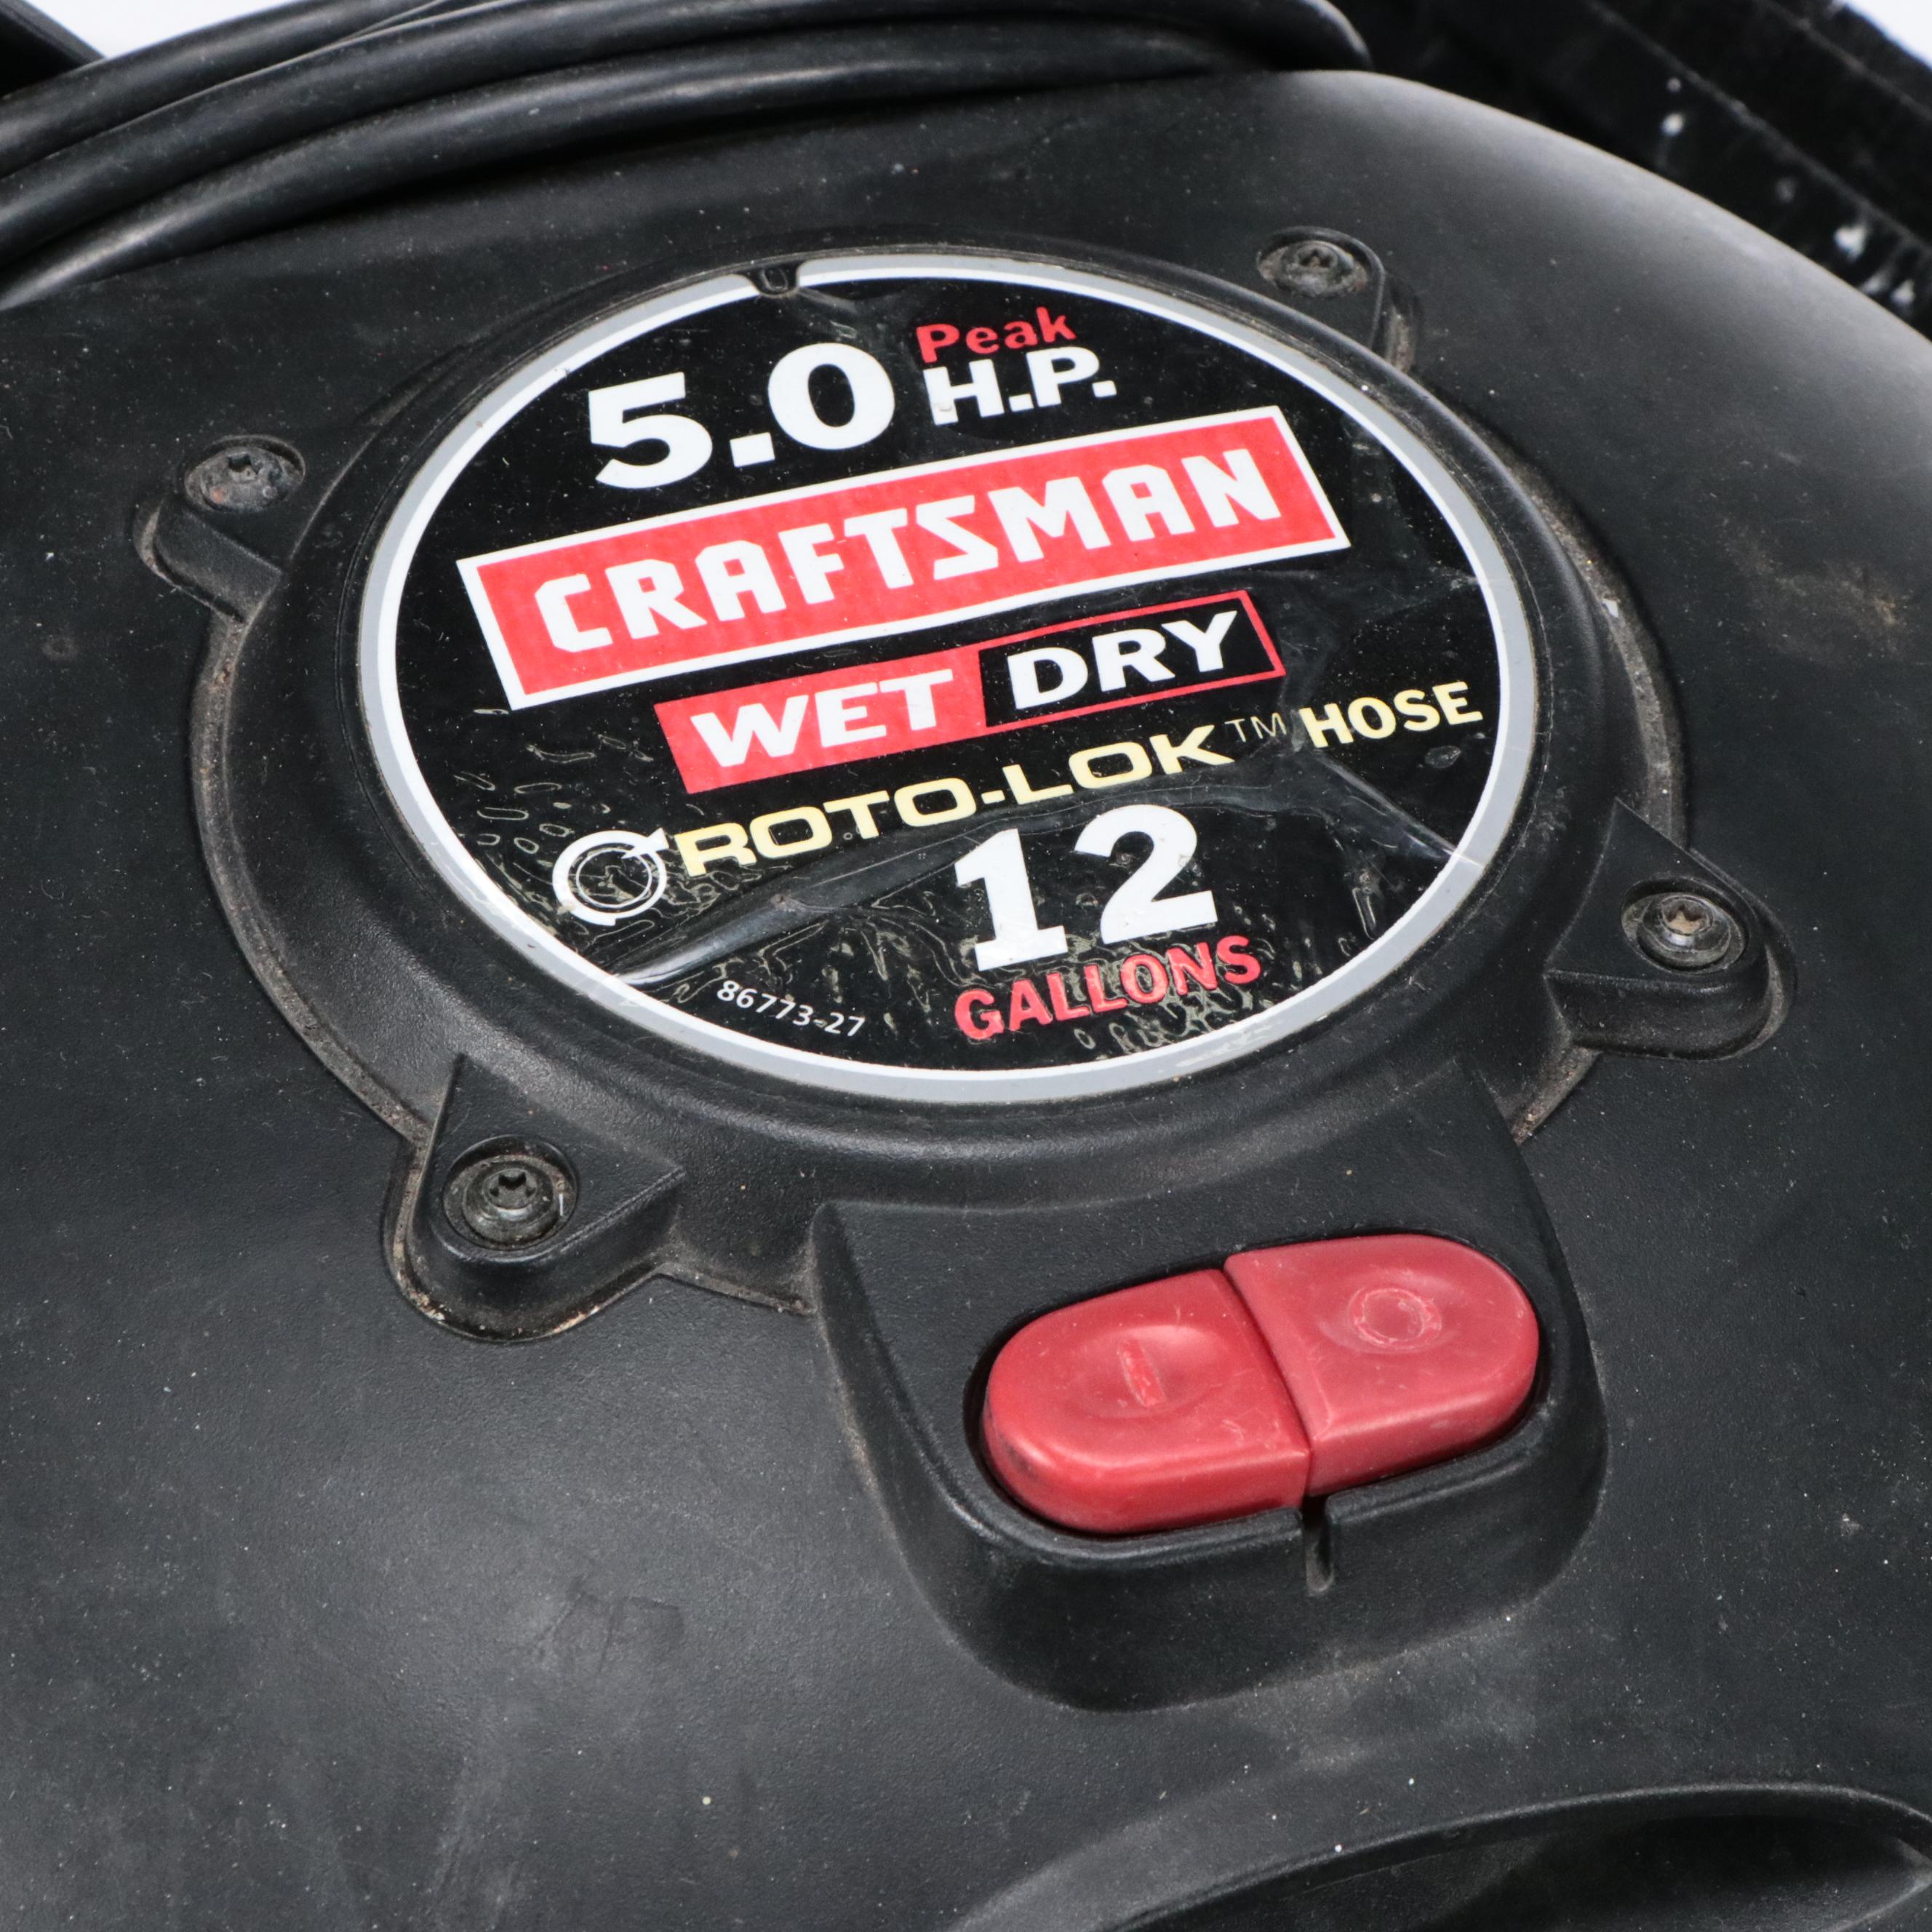 5.0 Peak H.P.
CRAFTSMAN
WET DRY
ROTO-LOK™ HOSE
12
GALLONS
86773-27